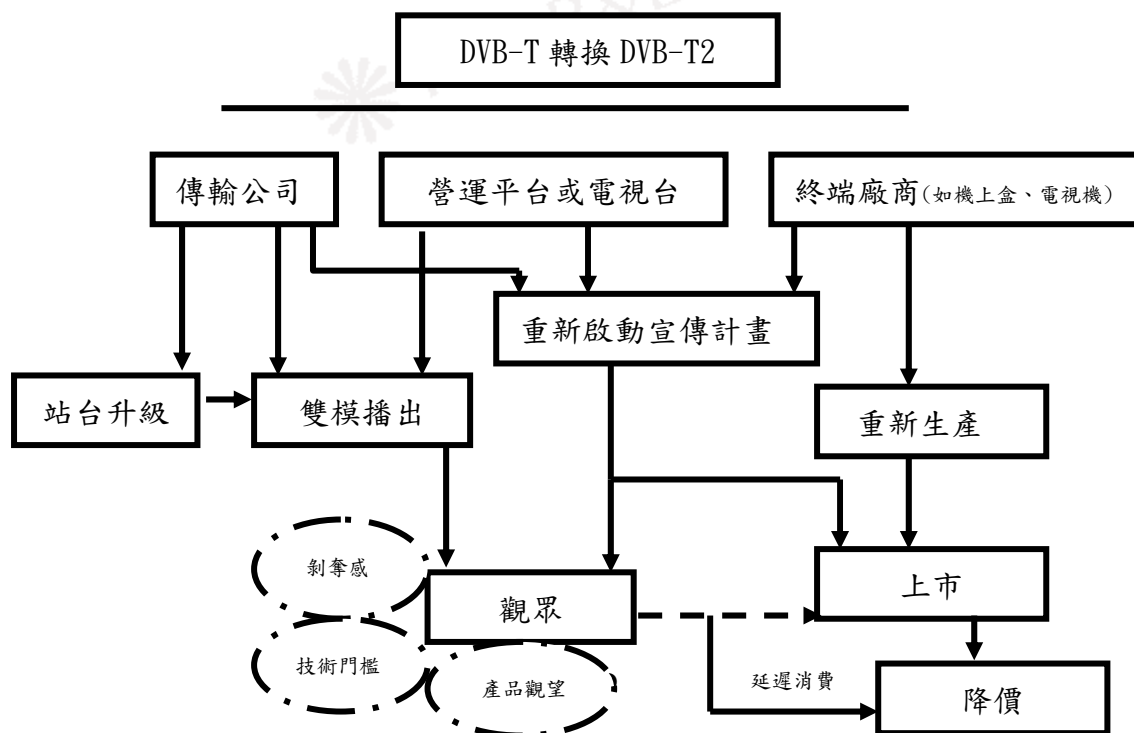 DVB-T 轉換 DVB-T2
傳輸公司
營運平台或電視台
終端廠商(如機上盒、電視機)
重新啟動宣傳計畫
站台升級
雙模播出
重新生產
剝奪感
觀眾
上市
技術門檻
產品觀望
延遲消費
降價